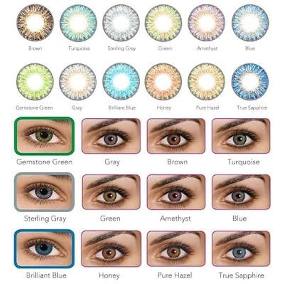 Brown Turquoise Sterling Gray Green Amethyst Blue
Gemstone Green Gray Brilliant Blue Honey Pure Hazel True Sapphire
Gemstone Green Gray Brown Turquoise
Sterling Gray Green Amethyst Blue
Brilliant Blue Honey Pure Hazel True Sapphire